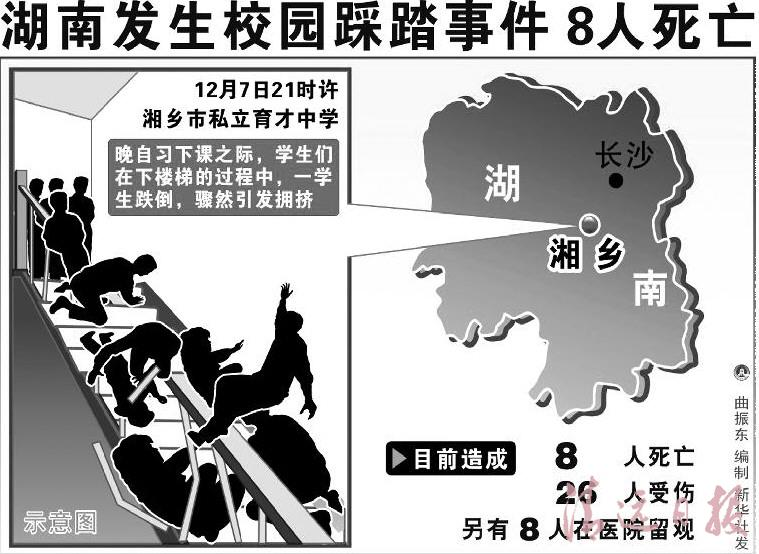 湖南发生校园踩踏事件 8人死亡
12月7日21时许
湘乡市私立育才中学
晚自习下课之际，学生们
在下楼梯的过程中，一学
生跌倒，骤然引发拥挤
示意图
长沙
湖
湘乡
南
目前造成 8 人死亡
26 人受伤
另有 8 人在医院留观
曲振东 编制 新华社发
清远日报